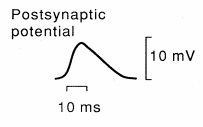 Postsynaptic
potential
10 mV
10 ms